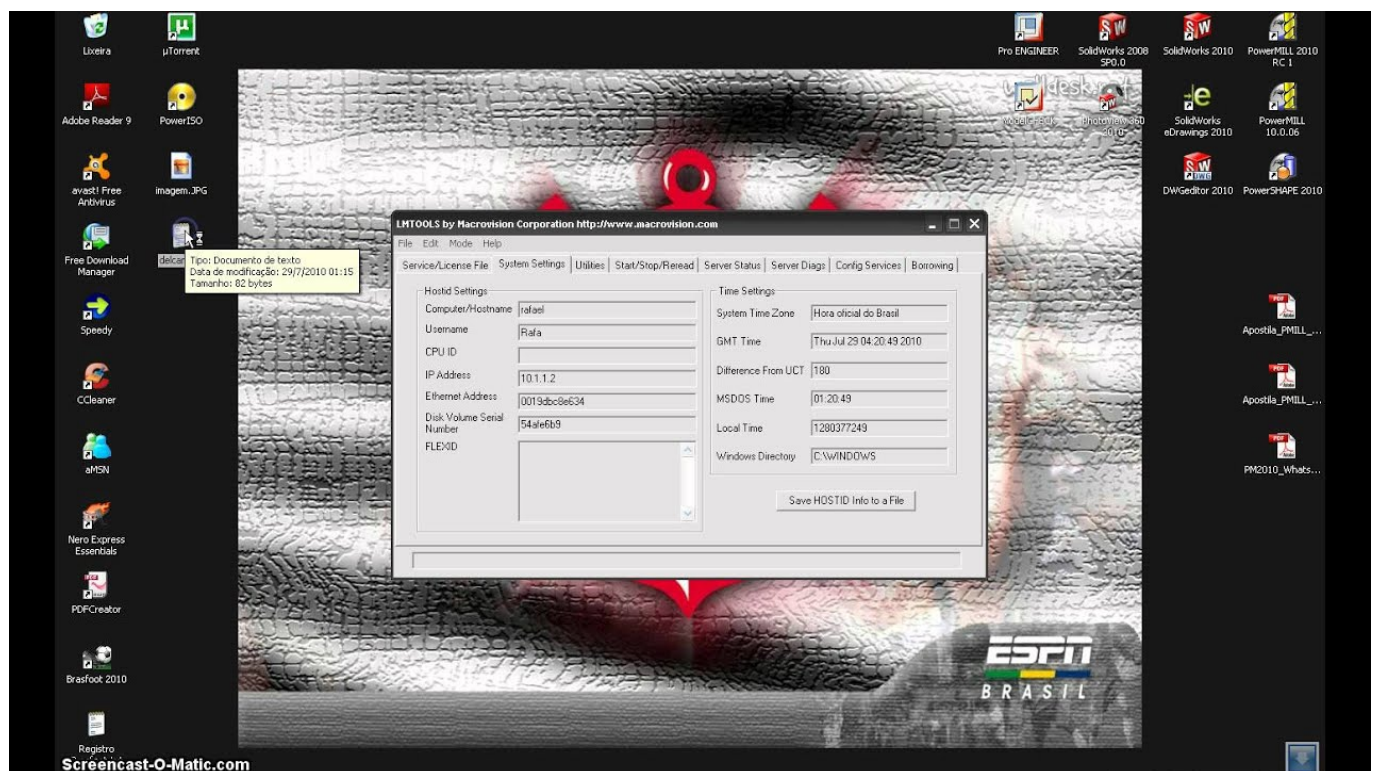 Lixeira
µTorrent
Adobe Reader 9
PowerISO
avast! Free
Antivirus
imagem.JPG
Free Download
Manager
delcam
Tipo: Documento de texto
Data de modificação: 29/7/2010 01:15
Tamanho: 82 bytes
Speedy
CCleaner
aMSN
Nero Express
Essentials
PDFCreator
Brasfoot 2010
Registro
Screencast-O-Matic.com
LMTOOLS by Macrovision Corporation http://www.macrovision.com
File Edit Mode Help
Service/License File System Settings Utilities Start/Stop/Reread Server Status Server Diags Config Services Borrowing
Hostid Settings
Computer/Hostname rafael
Username Rafa
CPU ID
IP Address 10.1.1.2
Ethernet Address 0019dbc8e634
Disk Volume Serial
Number 54afe6b9
FLEXID
Time Settings
System Time Zone Hora oficial do Brasil
GMT Time Thu Jul 29 04:20:49 2010
Difference From UCT 180
MSDOS Time 01:20:49
Local Time 1280377249
Windows Directory C:\WINDOWS
Save HOSTID Info to a File
Pro ENGINEER
SolidWorks 2008
SP0.0
SolidWorks 2010
PowerMILL 2010
RC 1
ModelCHECK
PhotoView 360
2010
SolidWorks
eDrawings 2010
PowerMILL
10.0.06
DWGeditor 2010
PowerSHAPE 2010
Apostila_PMILL_...
Apostila_PMILL_...
PM2010_Whats...
ESPN
BRASIL